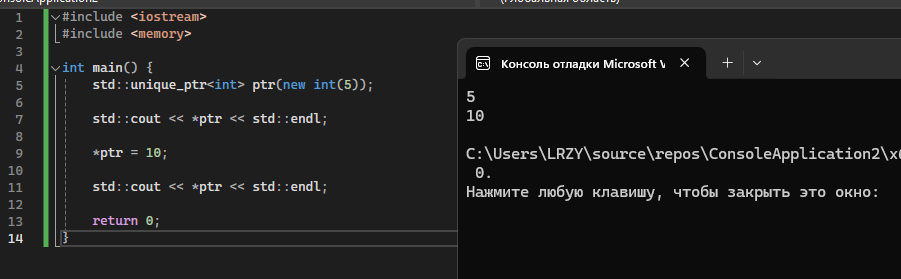 (Глобальная область)
1 #include <iostream>
2 #include <memory>
3
4 int main() {
5 std::unique_ptr<int> ptr(new int(5));
6
7 std::cout << *ptr << std::endl;
8
9 *ptr = 10;
10
11 std::cout << *ptr << std::endl;
12
13 return 0;
14 }
Консоль отладки Microsoft V
5
10
C:\Users\LRZY\source\repos\ConsoleApplication2\x
0.
Нажмите любую клавишу, чтобы закрыть это окно: